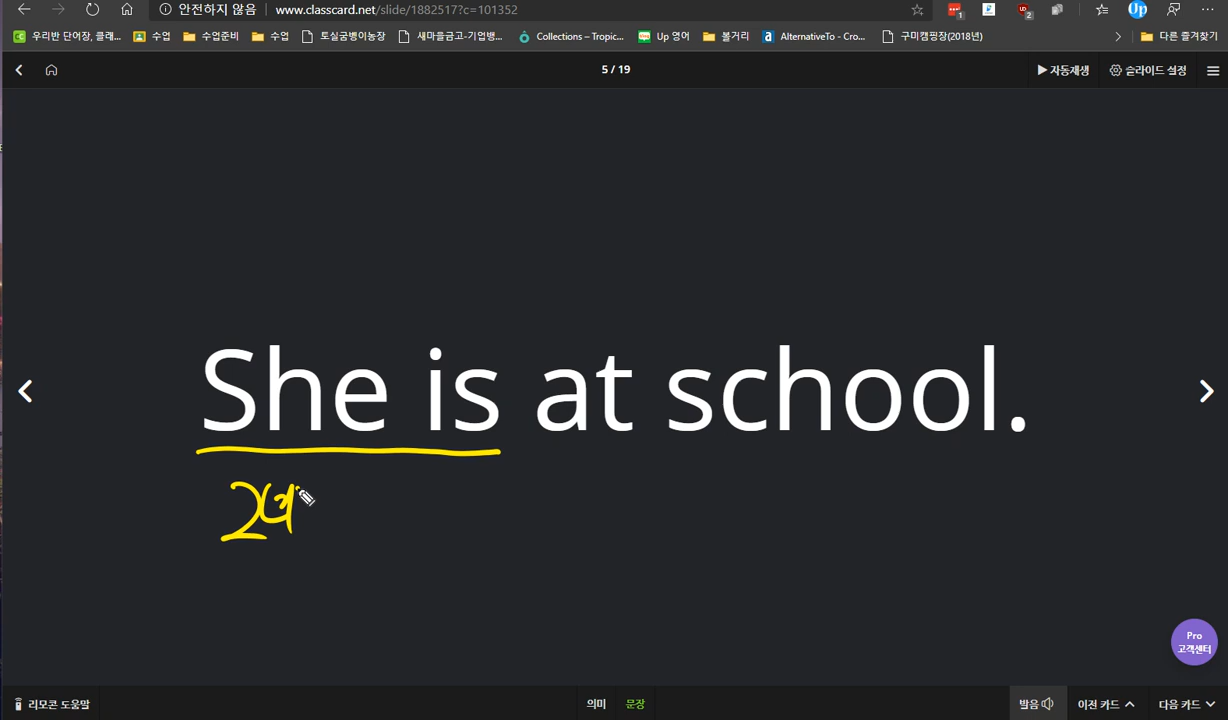 안전하지 않음 www.classcard.net/slide/1882517?c=101352
우리반 단어장, 클래... 수업 수업준비 수업 토실굼벵이농장 새마을금고-기업뱅... Collections – Tropic... Up 영어 볼거리 AlternativeTo - Cro... 구미캠핑장(2018년) 다른 즐겨찾기
5 / 19 자동재생 슬라이드 설정
She is at school.
Pro
고객센터
리모콘 도움말 의미 문장 발음 이전 카드 다음 카드